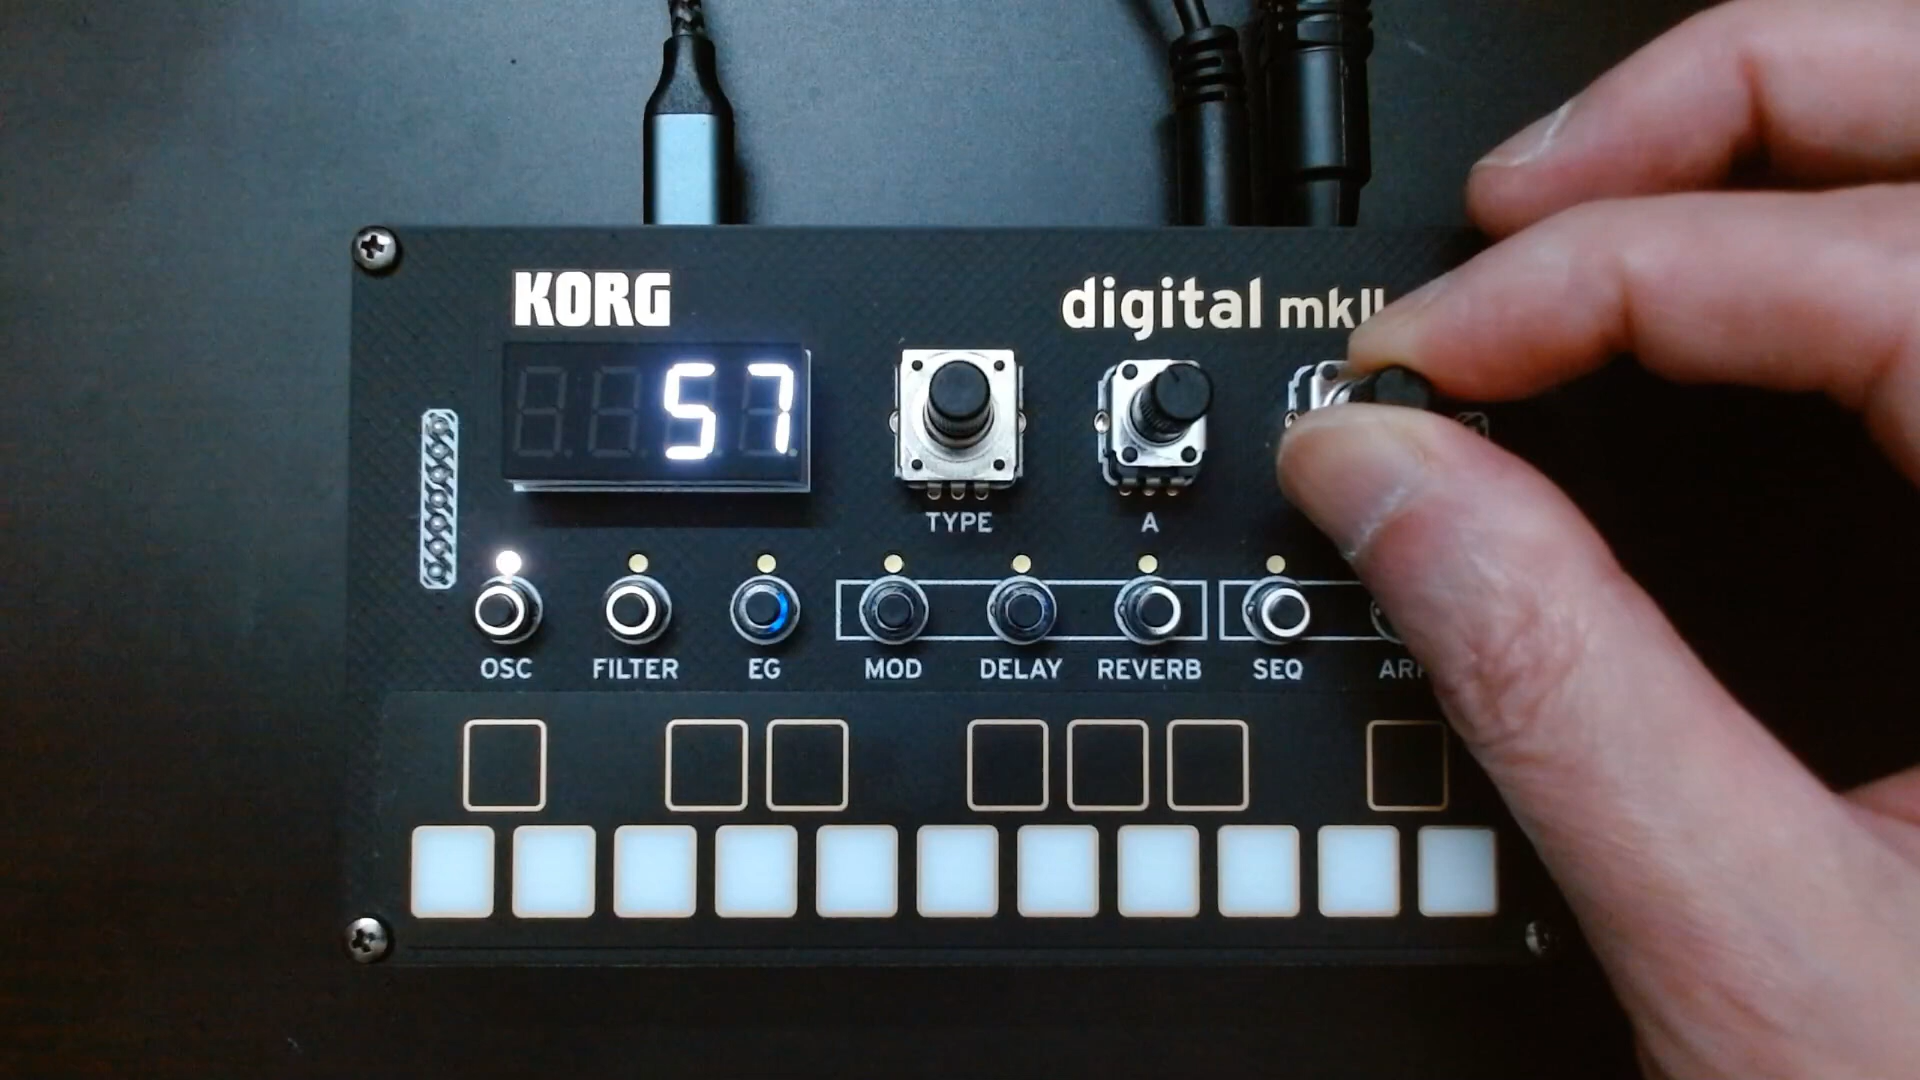 KORG
digital mkII
57
TYPE
A
OSC
FILTER
EG
MOD
DELAY
REVERB
SEQ